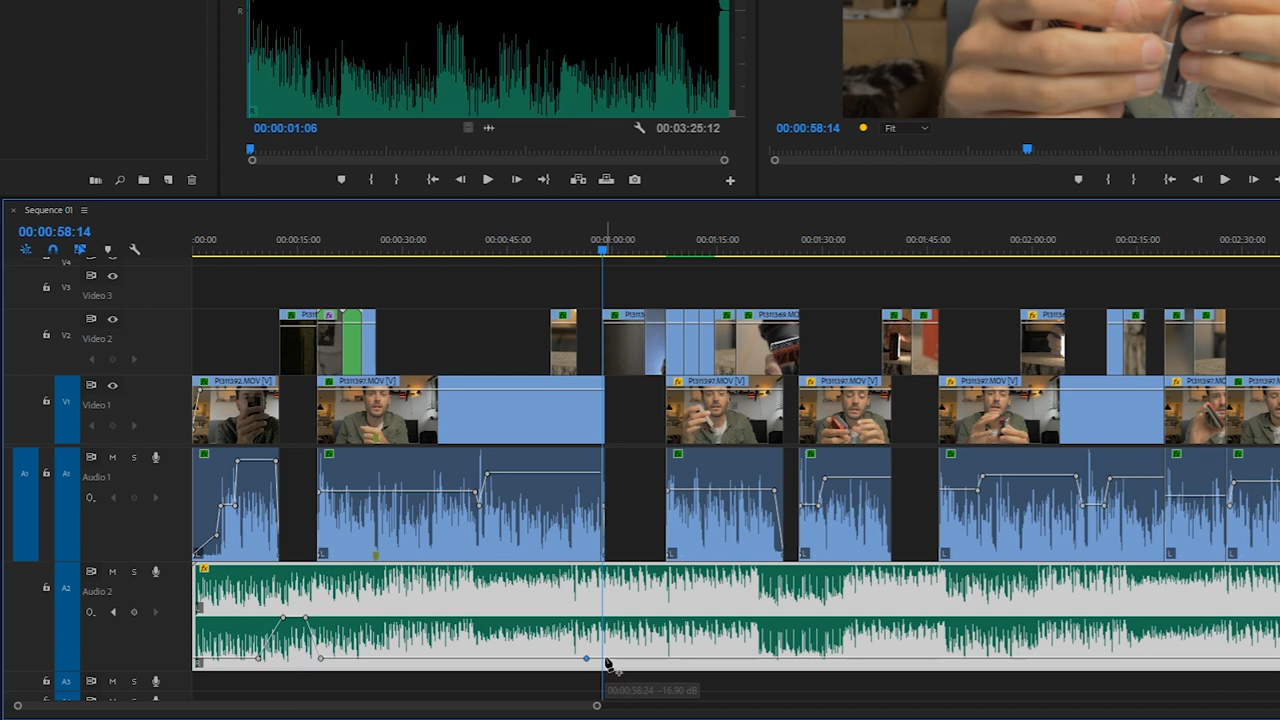 R
R
00:00:01:06
00:03:25:12
00:00:58:14
Fit
× Sequence 01
00:00:58:14
:00:00 00:00:15:00 00:00:30:00 00:00:45:00 00:01:00:00 00:01:15:00 00:01:30:00 00:01:45:00 00:02:00:00 00:02:15:00 00:02:30:00
V4
V3
Video 3
V2
Video 2
V1
Video 1
P1311392.MOV [V] P1311397.MOV [V] P1311397.MOV [V] P1311397.MOV [V] P1311397.MOV [V]
A1 A1 M S
Audio 1
0.
L L L L L L L
A2 M S
Audio 2
0.
L
L
A3 M S
00:00:58:24 -16.90 dB